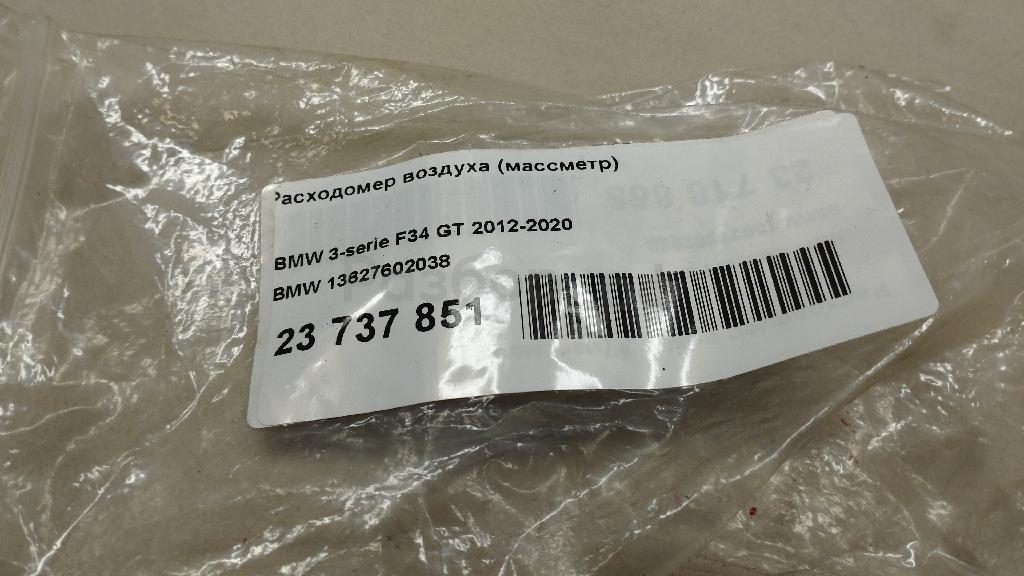 Расходомер воздуха (массметр)
BMW 3-serie F34 GT 2012-2020
BMW 13627602038
23 737 851